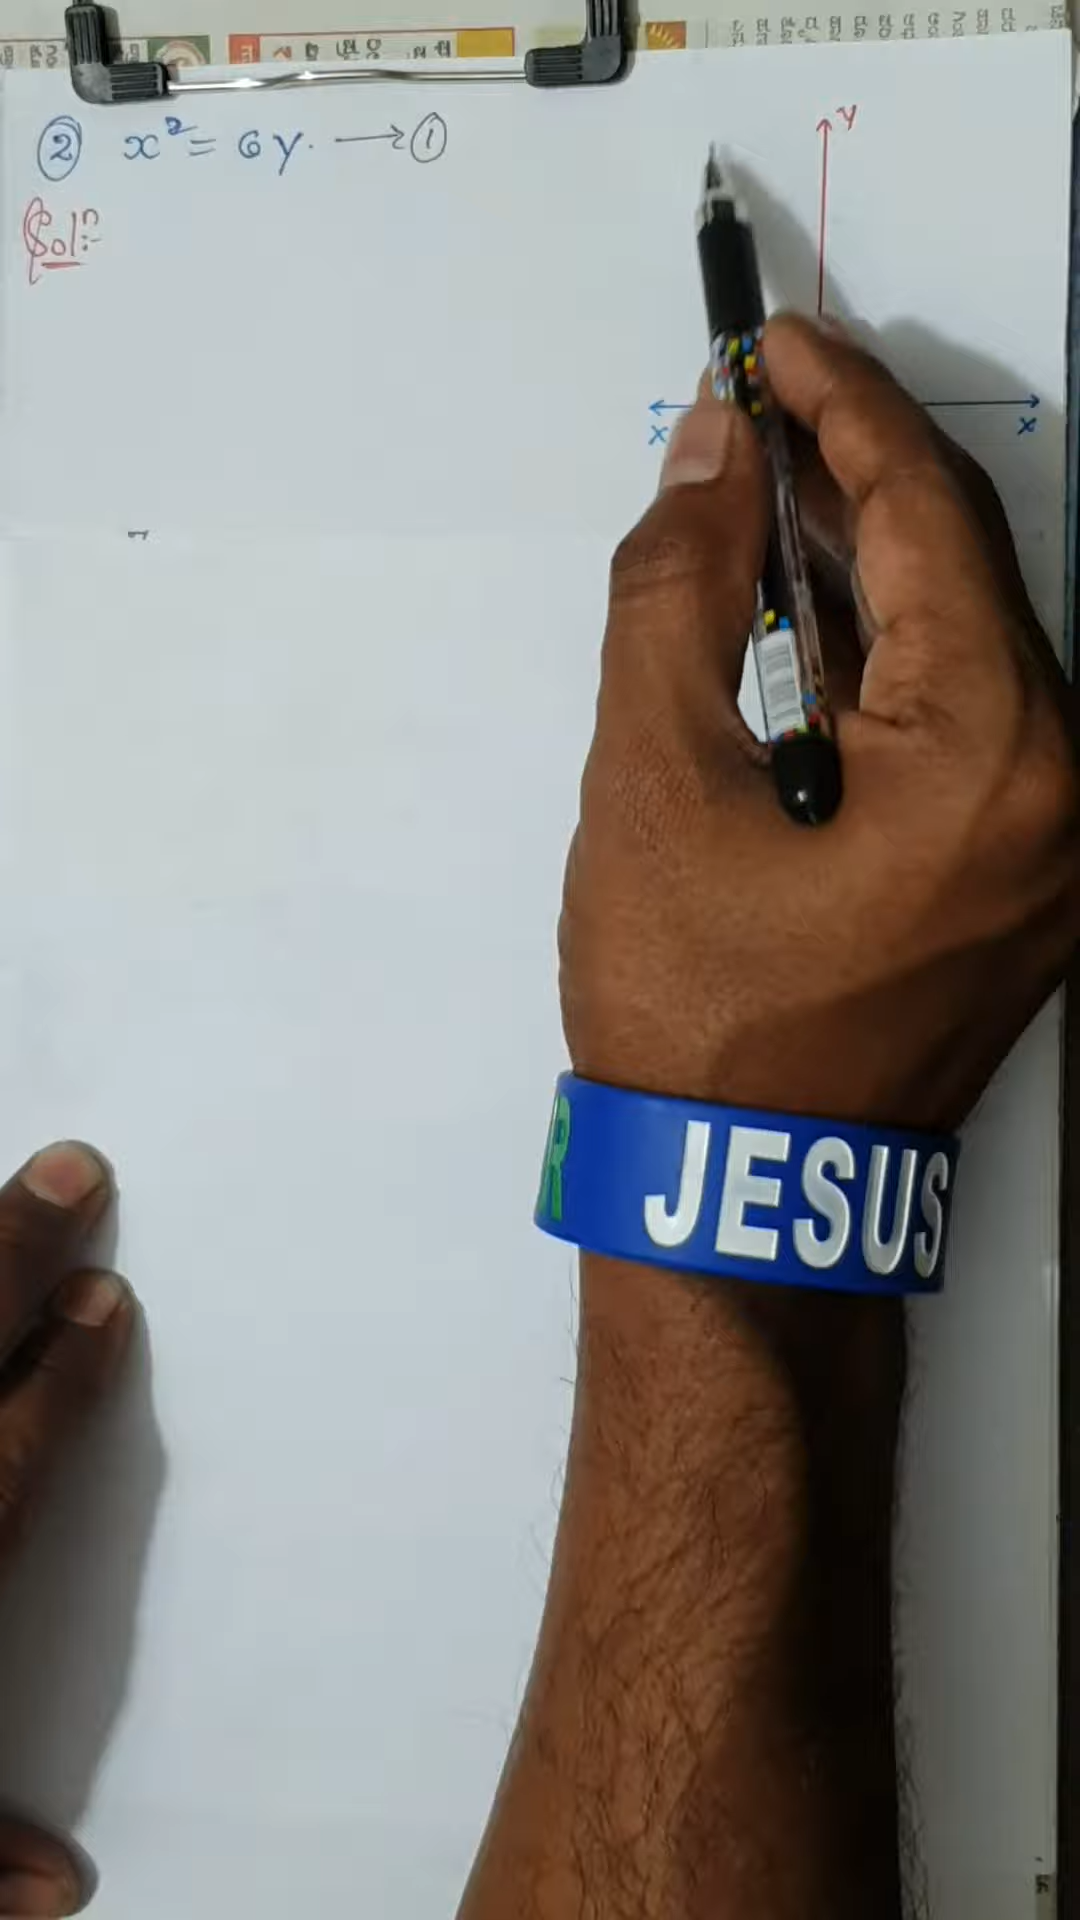 ② x² = 6y. → ①
Solⁿ:-
y
x x
R JESUS